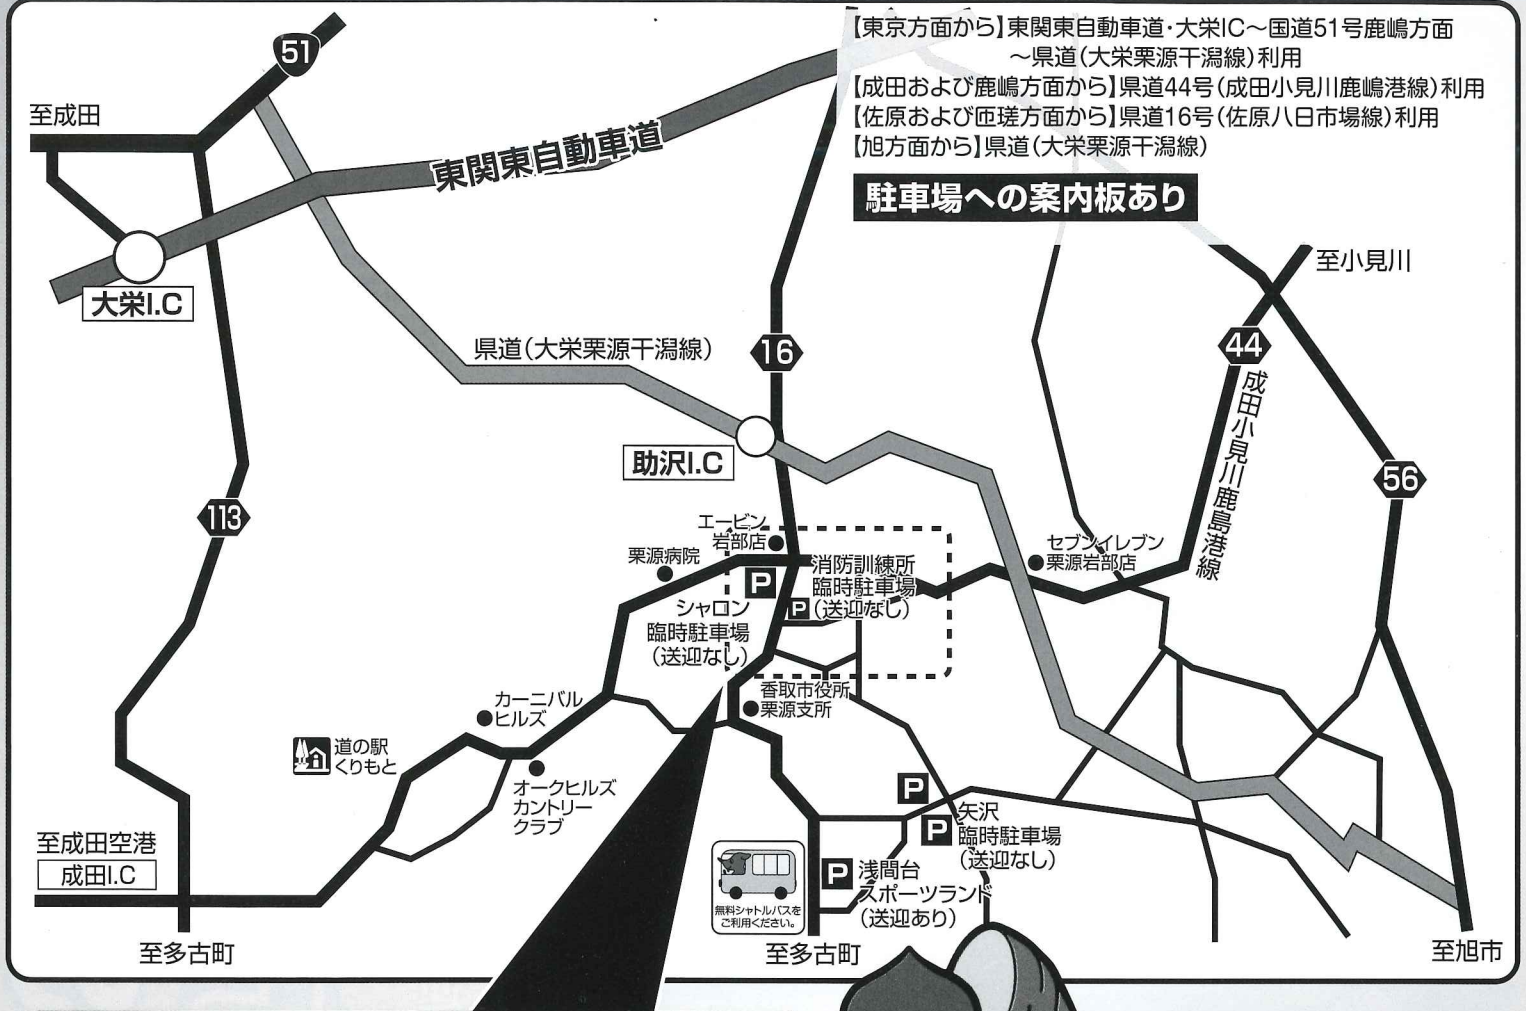 【東京方面から】東関東自動車道・大栄IC～国道51号鹿嶋方面
～県道(大栄栗源干潟線)利用
【成田および鹿嶋方面から】県道44号(成田小見川鹿嶋港線)利用
【佐原および匝瑳方面から】県道16号(佐原八日市場線)利用
【旭方面から】県道(大栄栗源干潟線)
駐車場への案内板あり
51
至成田
東関東自動車道
大栄I.C
至小見川
県道(大栄栗源干潟線)
16
44
成田小見川鹿島港線
助沢I.C
56
113
エービン
岩部店
栗源病院
P
消防訓練所
臨時駐車場
(送迎なし)
P
セブンイレブン
栗源岩部店
シャロン
臨時駐車場
(送迎なし)
香取市役所
栗源支所
カーニバル
ヒルズ
道の駅
くりもと
オークヒルズ
カントリー
クラブ
P
P
矢沢
臨時駐車場
(送迎なし)
至成田空港
成田I.C
P
浅間台
スポーツランド
(送迎あり)
無料シャトルバスを
ご利用ください。
至多古町
至多古町
至旭市